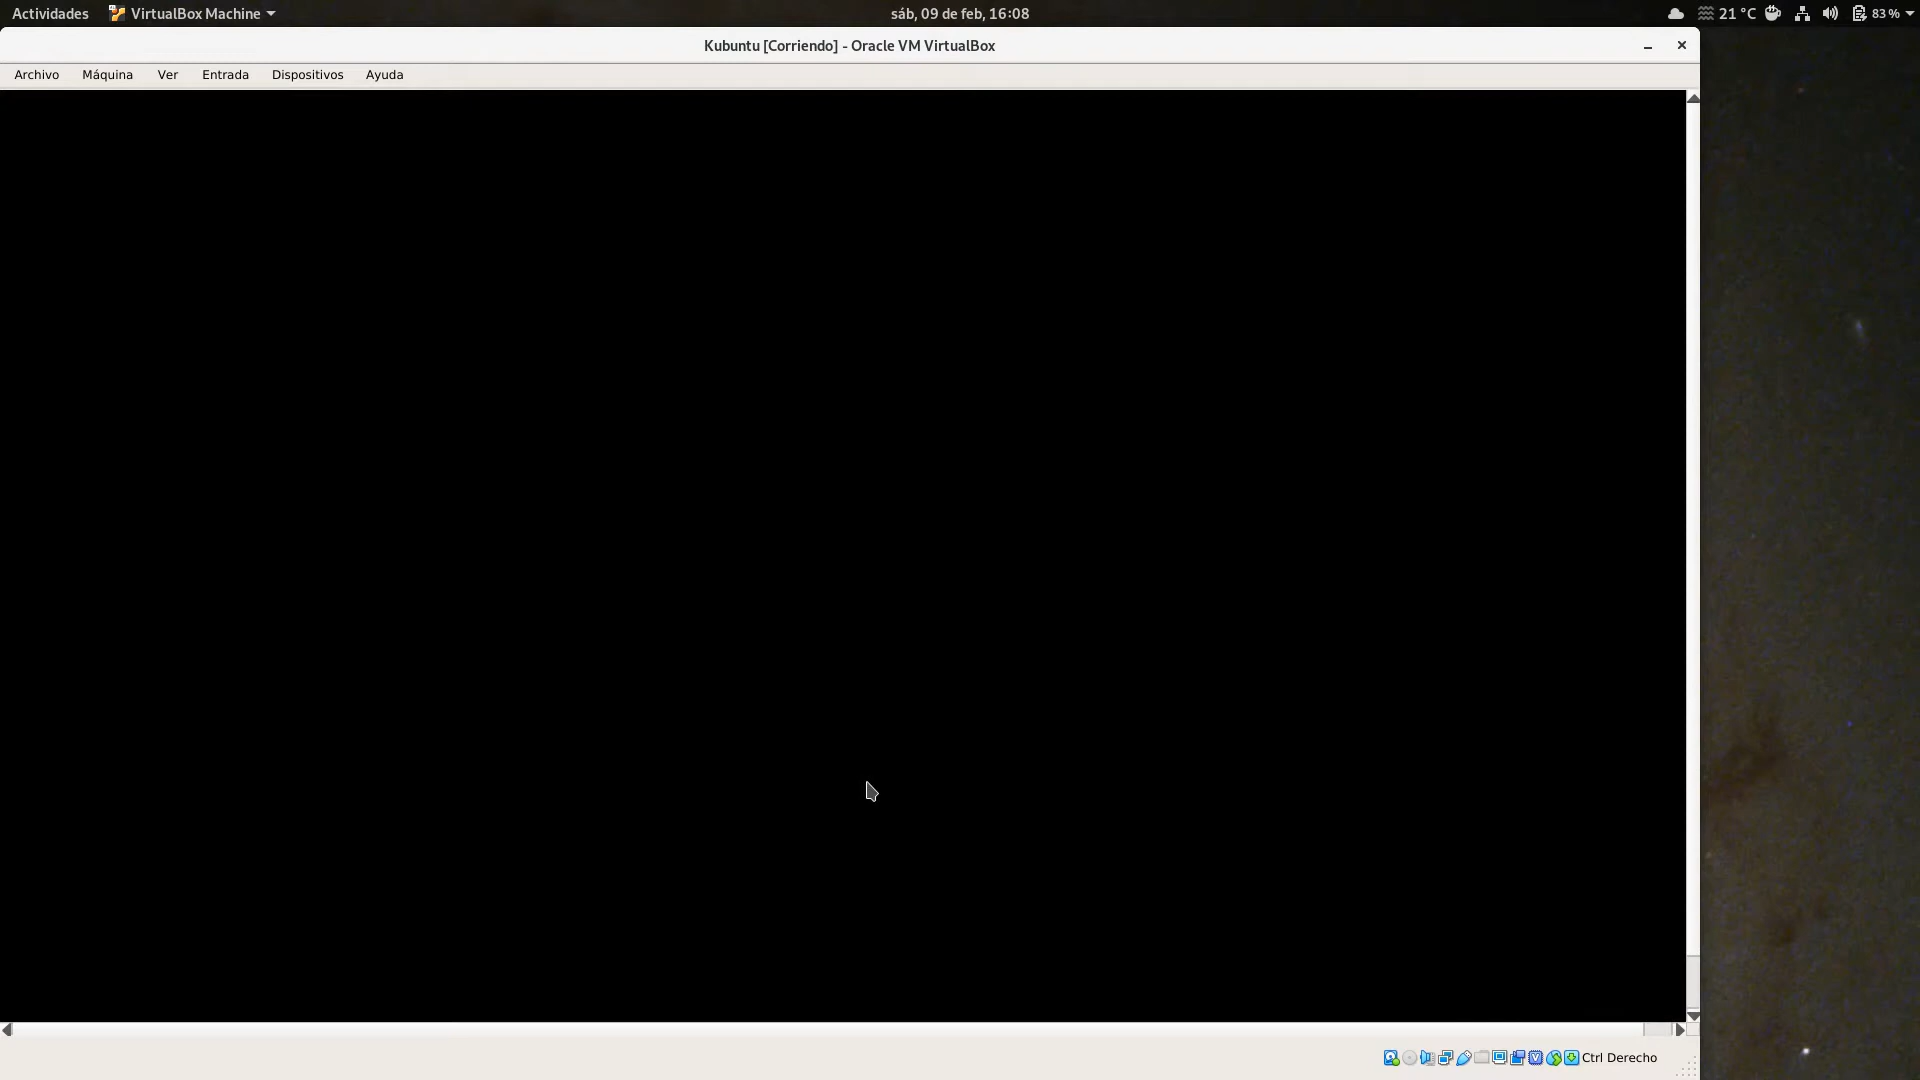 Actividades VirtualBox Machine sáb, 09 de feb, 16:08 21 °C 83 %
Kubuntu [Corriendo] - Oracle VM VirtualBox
Archivo Máquina Ver Entrada Dispositivos Ayuda
Ctrl Derecho